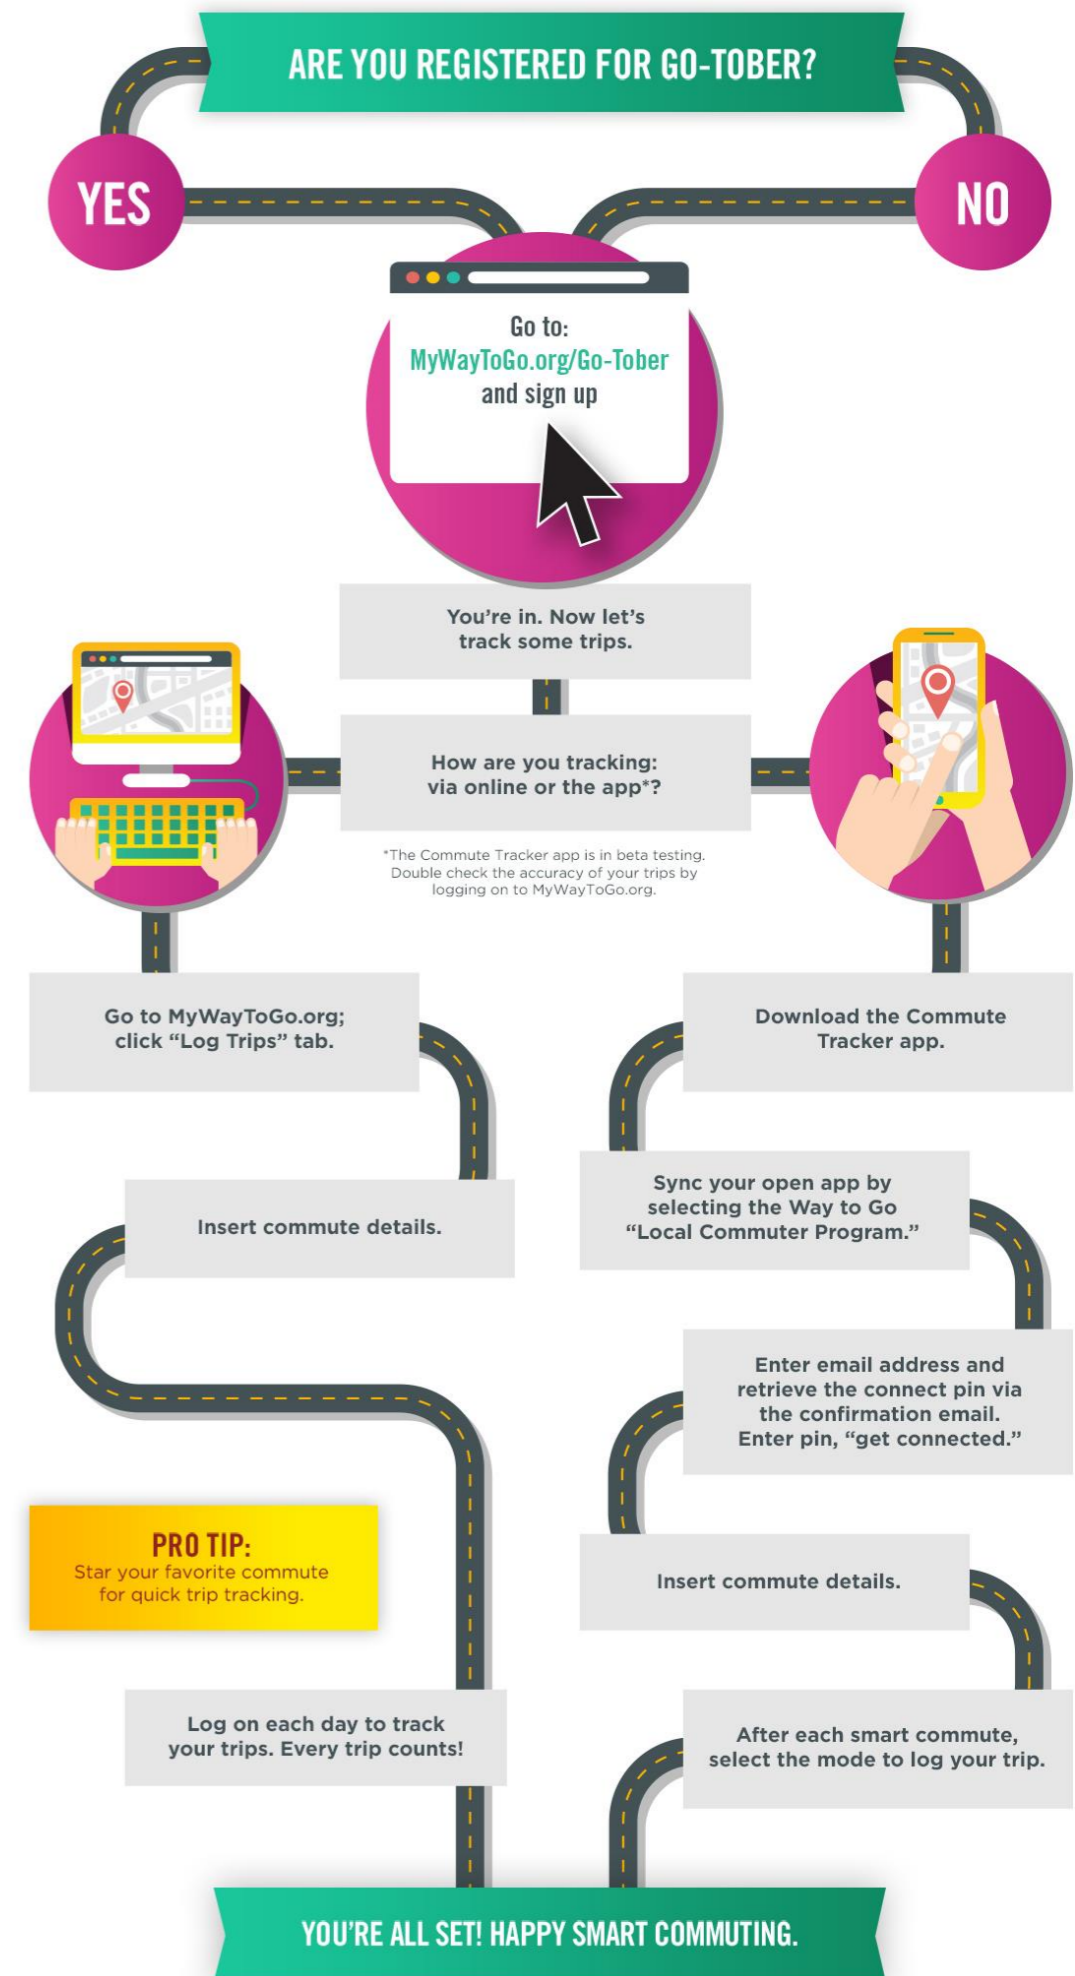 ARE YOU REGISTERED FOR GO-TOBER?
YES
NO
Go to:
MyWayToGo.org/Go-Tober
and sign up
You're in. Now let's
track some trips.
How are you tracking:
via online or the app*?
*The Commute Tracker app is in beta testing.
Double check the accuracy of your trips by
logging on to MyWayToGo.org.
Go to MyWayToGo.org;
click “Log Trips” tab.
Insert commute details.
PRO TIP:
Star your favorite commute
for quick trip tracking.
Log on each day to track
your trips. Every trip counts!
Download the Commute
Tracker app.
Sync your open app by
selecting the Way to Go
“Local Commuter Program.”
Enter email address and
retrieve the connect pin via
the confirmation email.
Enter pin, “get connected.”
Insert commute details.
After each smart commute,
select the mode to log your trip.
YOU'RE ALL SET! HAPPY SMART COMMUTING.